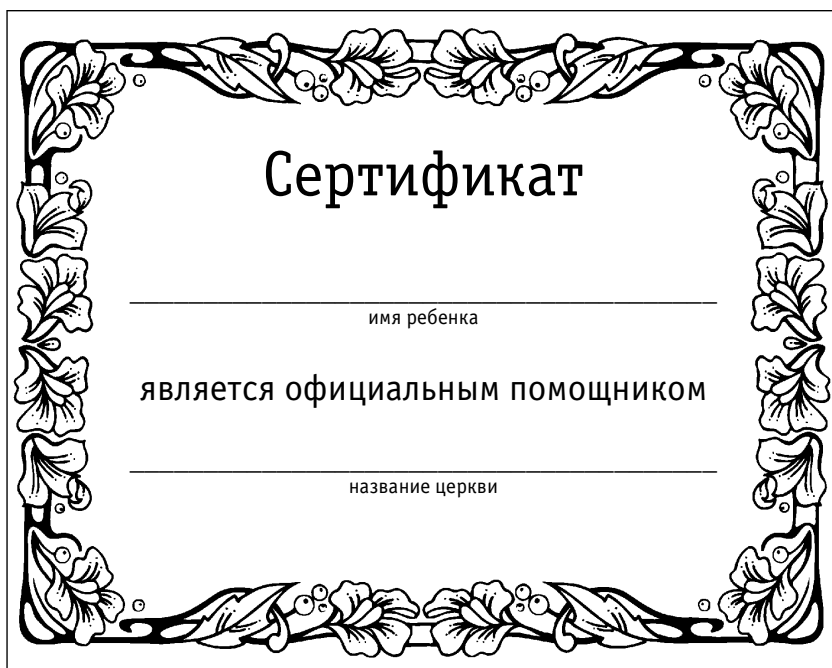 Сертификат
имя ребенка
является официальным помощником
название церкви